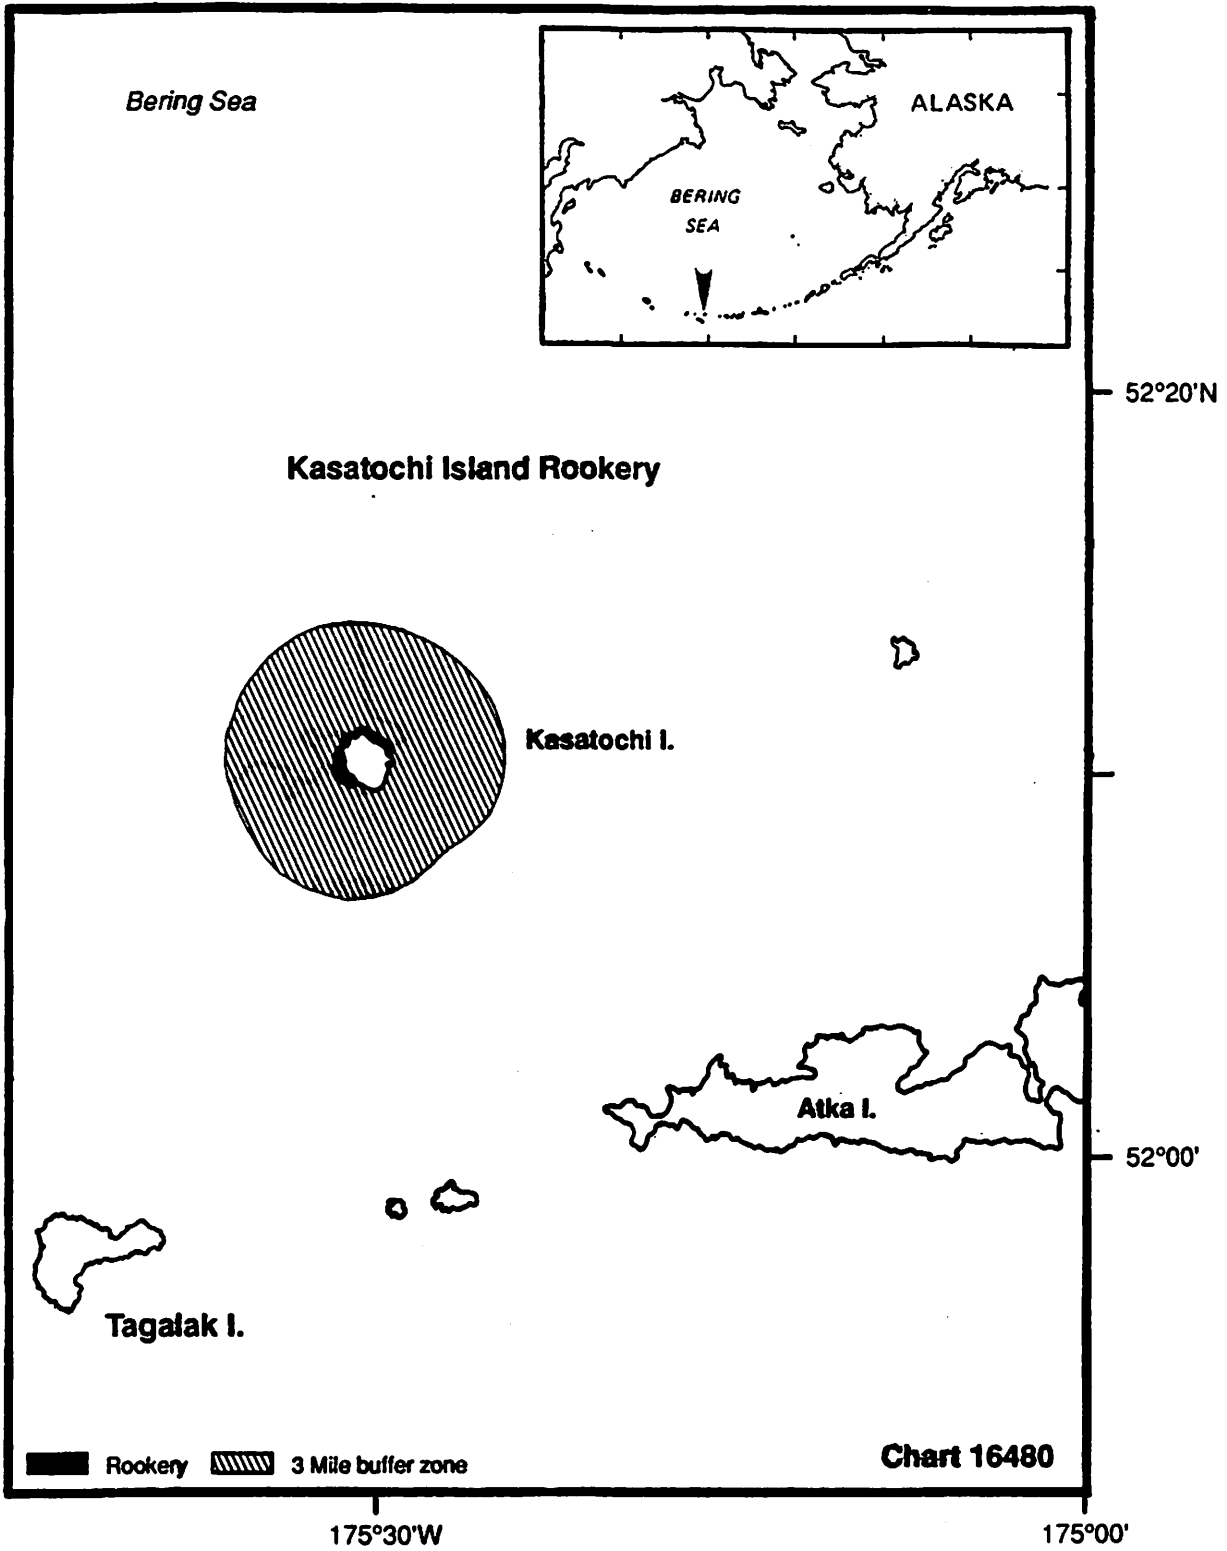 Bering Sea
ALASKA
BERING
SEA
52°20'N
Kasatochi Island Rookery
Kasatochi I.
Atka I.
52°00'
Tagalak I.
Rookery
3 Mile buffer zone
Chart 16480
175°30'W
175°00'